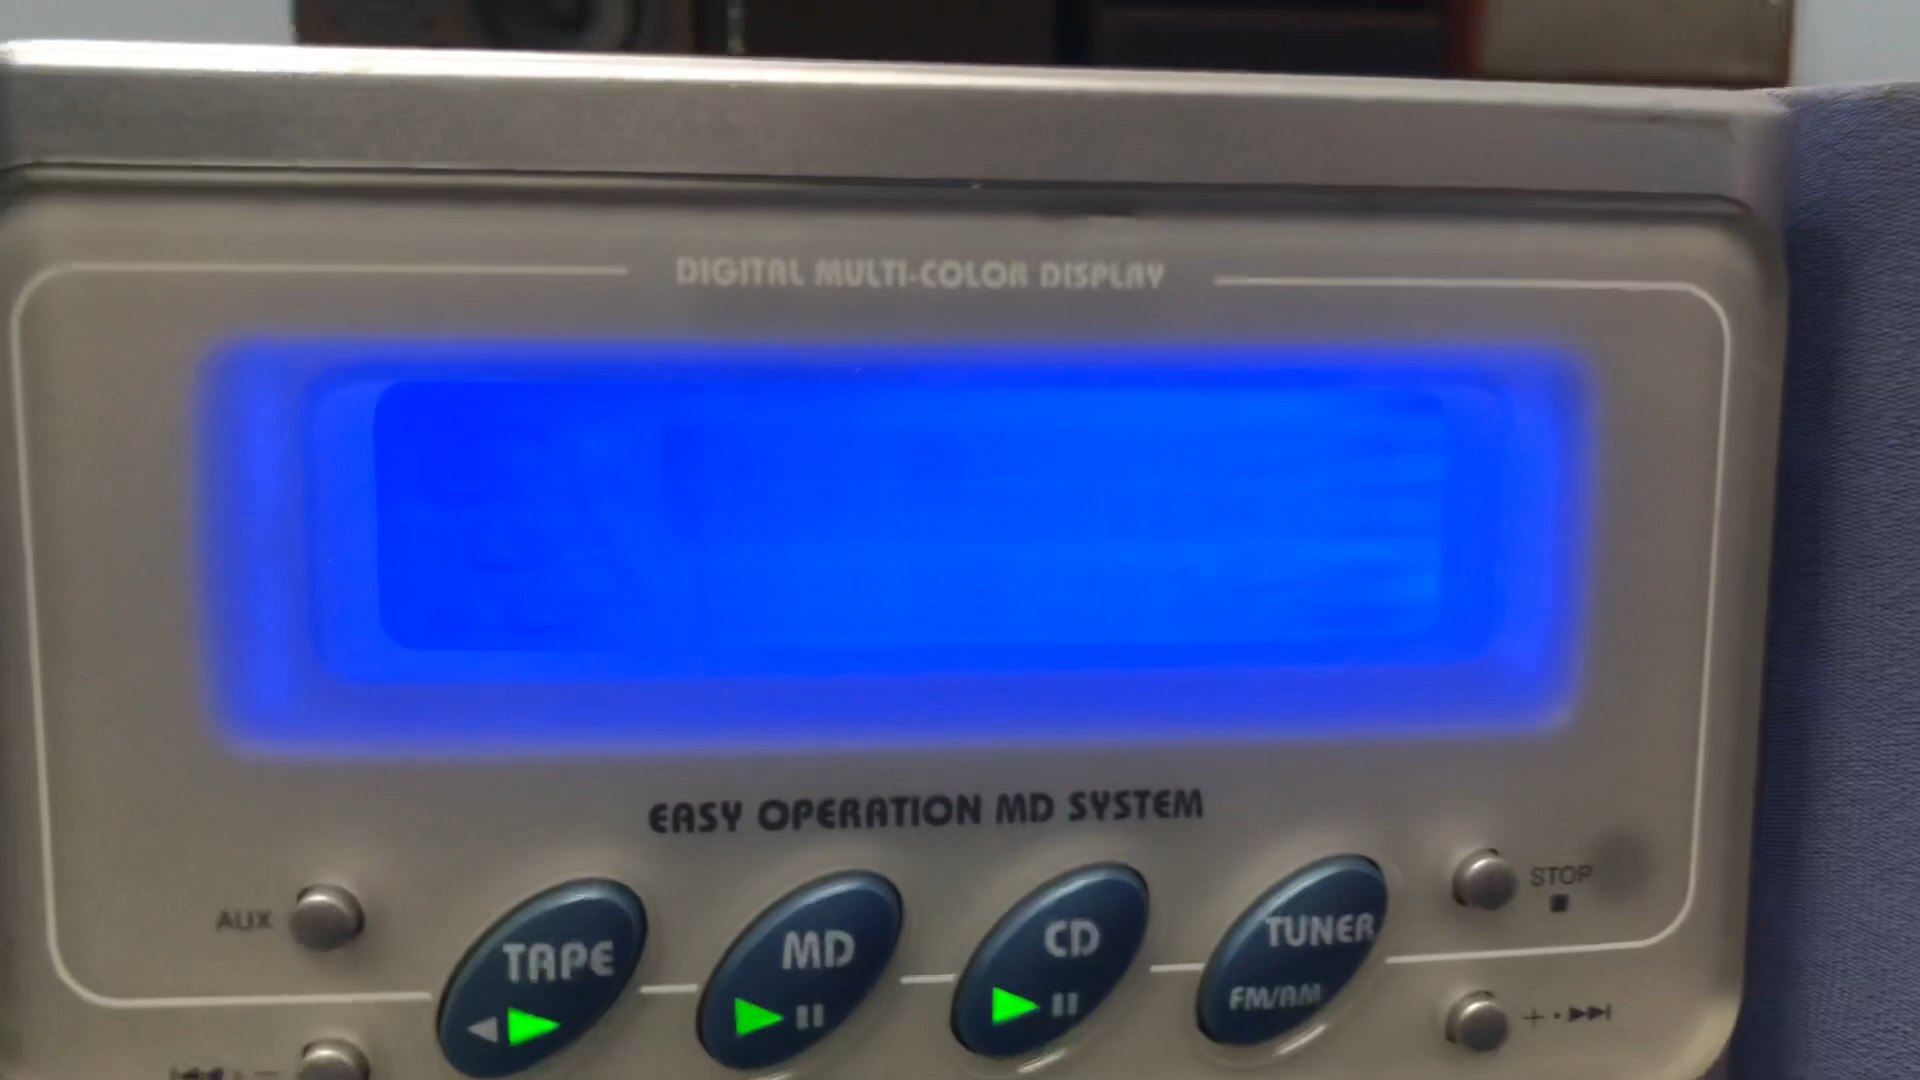 DIGITAL MULTI-COLOR DISPLAY
EASY OPERATION MD SYSTEM
AUX
TAPE
MD
CD
TUNER
FM/AM
STOP